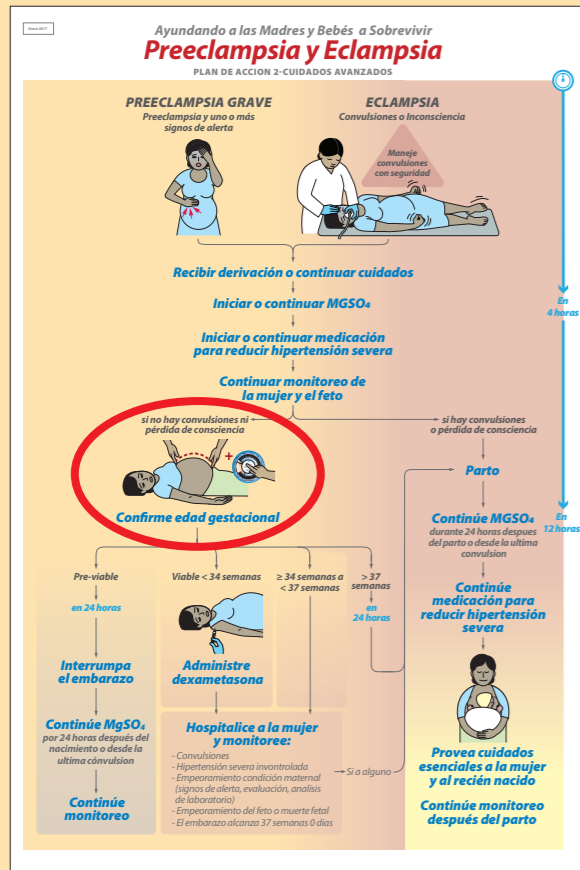 Enero 2017
Ayundando a las Madres y Bebés a Sobrevivir
Preeclampsia y Eclampsia
PLAN DE ACCION 2-CUIDADOS AVANZADOS
PREECLAMPSIA GRAVE
Preeclampsia y uno o más
signos de alerta
ECLAMPSIA
Convulsiones o Inconsciencia
Maneje
convulsiones
con seguridad
Recibir derivación o continuar cuidados
Iniciar o continuar MGSO₄
Iniciar o continuar medicación
para reducir hipertensión severa
Continuar monitoreo de
la mujer y el feto
En
4 horas
si no hay convulsiones ni
pérdida de consciencia
+
Confirme edad gestacional
si hay convulsiones
o pérdida de consciencia
Parto
En
12 horas
Continúe MGSO₄
durante 24 horas despues
del parto o desde la ultima
convulsion
Continúe
medicación para
reducir hipertensión
severa
Provea cuidados
esenciales a la mujer
y al recién nacido
Continúe monitoreo
después del parto
Pre-viable
en 24 horas
Interrumpa
el embarazo
Continúe MgSO₄
por 24 horas después del
nacimiento o desde la
ultima cónvulsion
Continúe
monitoreo
Viable < 34 semanas
Administre
dexametasona
≥ 34 semanas a
< 37 semanas
> 37
semanas
en
24 horas
Hospitalice a la mujer
y monitoree:
- Convulsiones
- Hipertensión severa invontrolada
- Empeoramiento condición maternal
(signos de alerta, evaluación, analisis
de laboratorio)
- Empeoramiento del feto o muerte fetal
- El embarazo alcanza 37 semanas 0 dias
Si a alguno